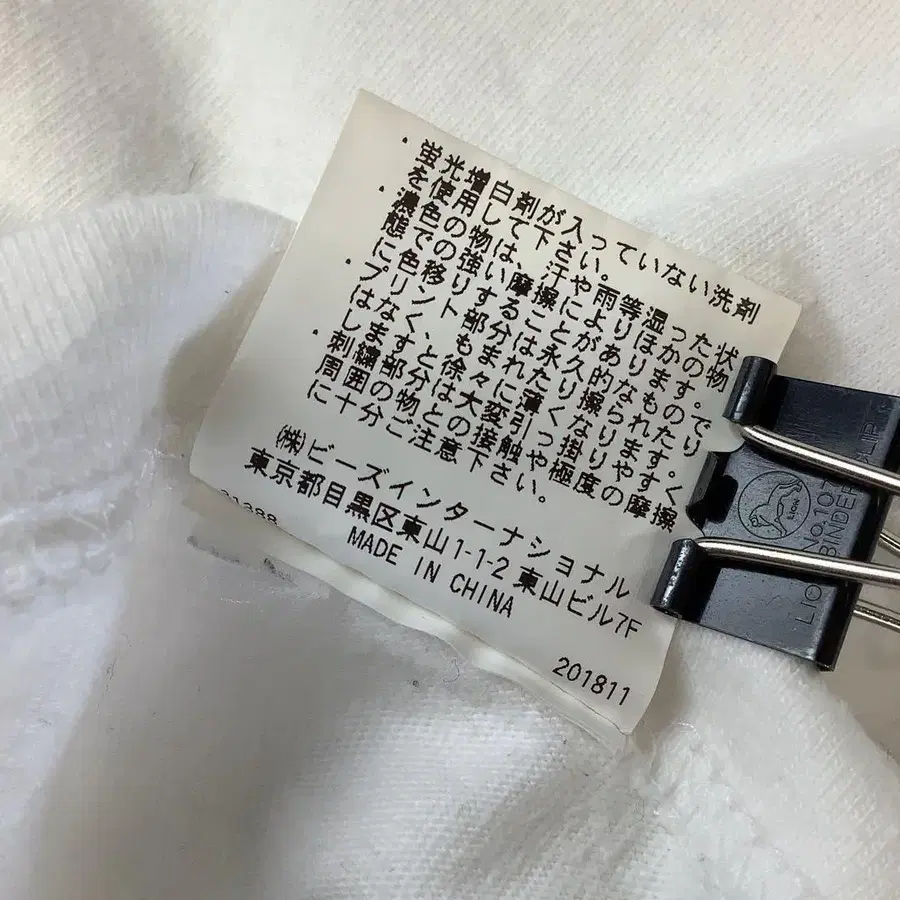 ・蛍光増白剤が入っていない洗剤
を使用して下さい。
・濃色の物は、汗や雨等湿った状
態での強い摩擦によりほかの物
に色移りすることがあります。
・プリント部分は永久的なものでは
なく、もまれたり擦られたり
しますと徐々に薄くなります。
・刺繍部分は大変引っ掛かりやすく
周囲の物との接触や極度の摩擦
に十分ご注意下さい。
㈱ビーズインターナショナル
東京都目黒区東山1-1-2 東山ビル7F
MADE IN CHINA
201811
LION
No.107